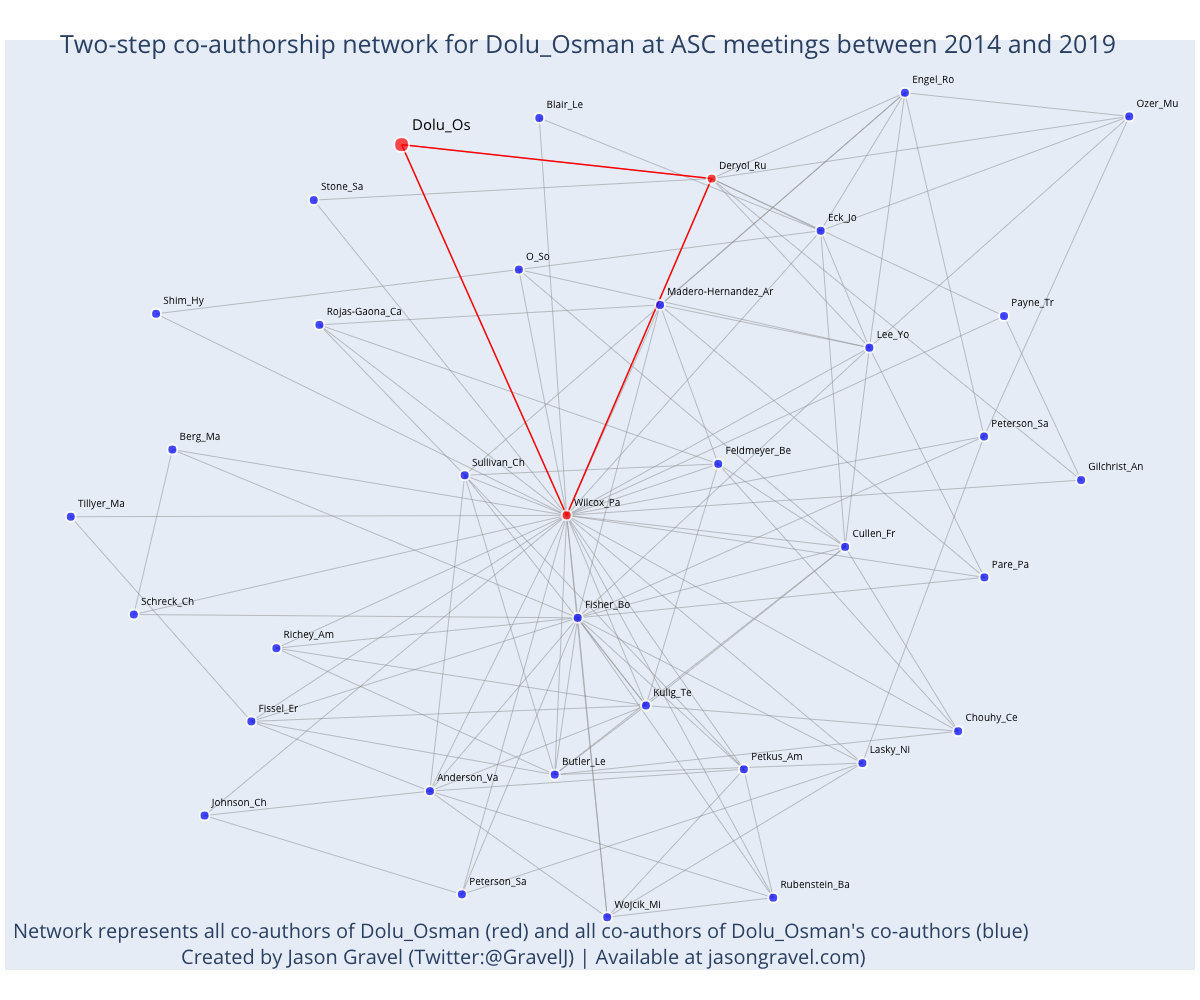 Two-step co-authorship network for Dolu_Osman at ASC meetings between 2014 and 2019
Engel_Ro
Blair_Le
Ozer_Mu
Dolu_Os
Deryol_Ru
Stone_Sa
Eck_Jo
O_So
Madero-Hernandez_Ar
Shim_Hy
Rojas-Gaona_Ca
Payne_Tr
Lee_Yo
Berg_Ma
Peterson_Sa
Feldmeyer_Be
Sullivan_Ch
Gilchrist_An
Tillyer_Ma
Wilcox_Pa
Cullen_Fr
Pare_Pa
Schreck_Ch
Fisher_Bo
Richey_Am
Kulig_Te
Fissel_Er
Chouhy_Ce
Butler_Le
Petkus_Am
Lasky_Ni
Anderson_Va
Johnson_Ch
Peterson_Sa
Rubenstein_Ba
Wojcik_Mi
Network represents all co-authors of Dolu_Osman (red) and all co-authors of Dolu_Osman's co-authors (blue)
Created by Jason Gravel (Twitter:@GravelJ) | Available at jasongravel.com)